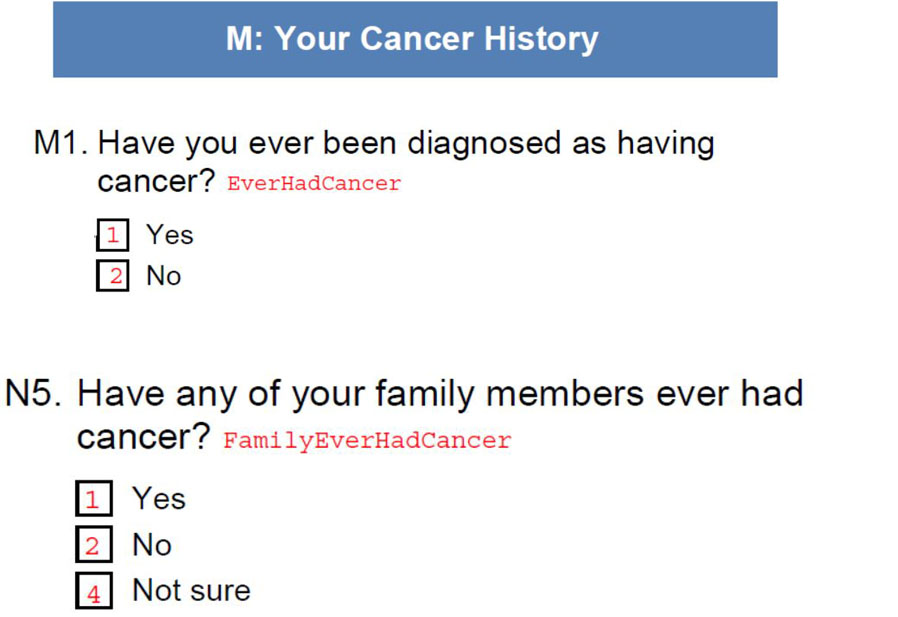 M: Your Cancer History
M1. Have you ever been diagnosed as having
cancer? EverHadCancer
1 Yes
2 No
N5. Have any of your family members ever had
cancer? FamilyEverHadCancer
1 Yes
2 No
4 Not sure